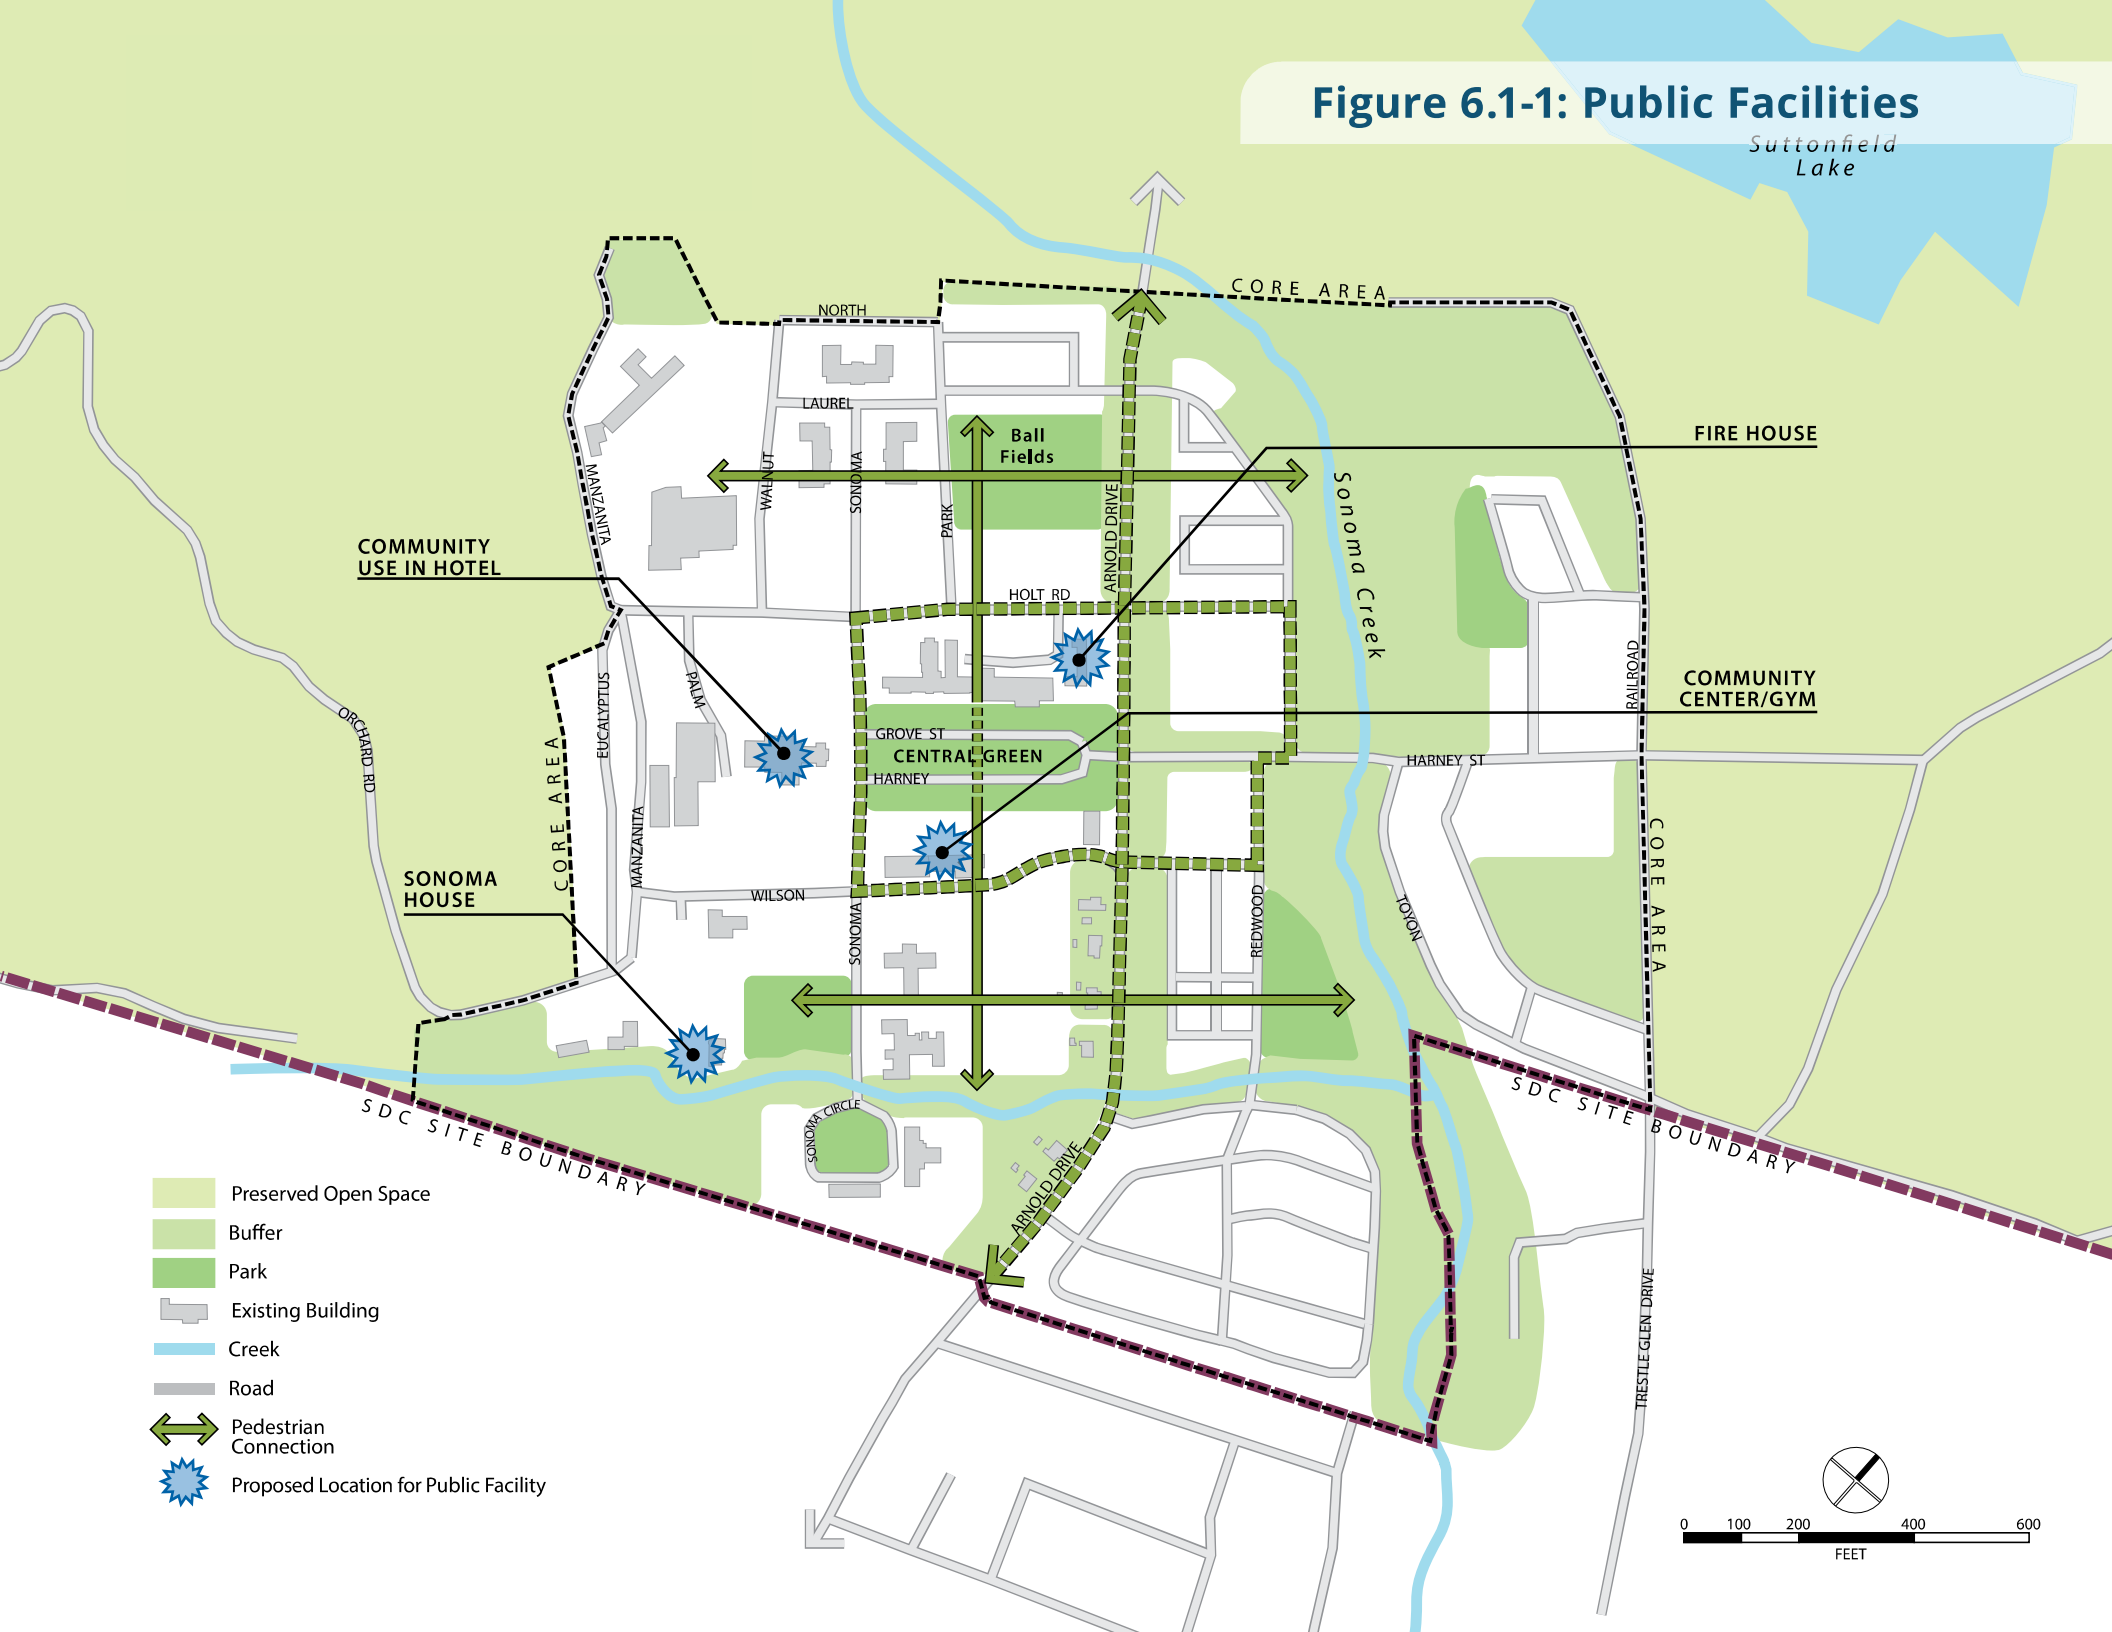 Figure 6.1-1: Public Facilities
Suttonfield
Lake
CORE AREA
NORTH
LAUREL
Ball
Fields
FIRE HOUSE
MANZANITA
WALNUT
SONOMA
PARK
ARNOLD DRIVE
Sonoma Creek
COMMUNITY
USE IN HOTEL
HOLT RD
COMMUNITY
CENTER/GYM
RAILROAD
ORCHARD RD
EUCALYPTUS
PALM
GROVE ST
CENTRAL GREEN
HARNEY
HARNEY ST
CORE AREA
MANZANITA
CORE AREA
SONOMA
HOUSE
WILSON
SONOMA
REDWOOD
TOYON
SDC SITE BOUNDARY
SDC SITE BOUNDARY
SONOMA CIRCLE
ARNOLD DRIVE
TRESTLE GLEN DRIVE
Preserved Open Space
Buffer
Park
Existing Building
Creek
Road
Pedestrian
Connection
Proposed Location for Public Facility
0 100 200 400 600
FEET